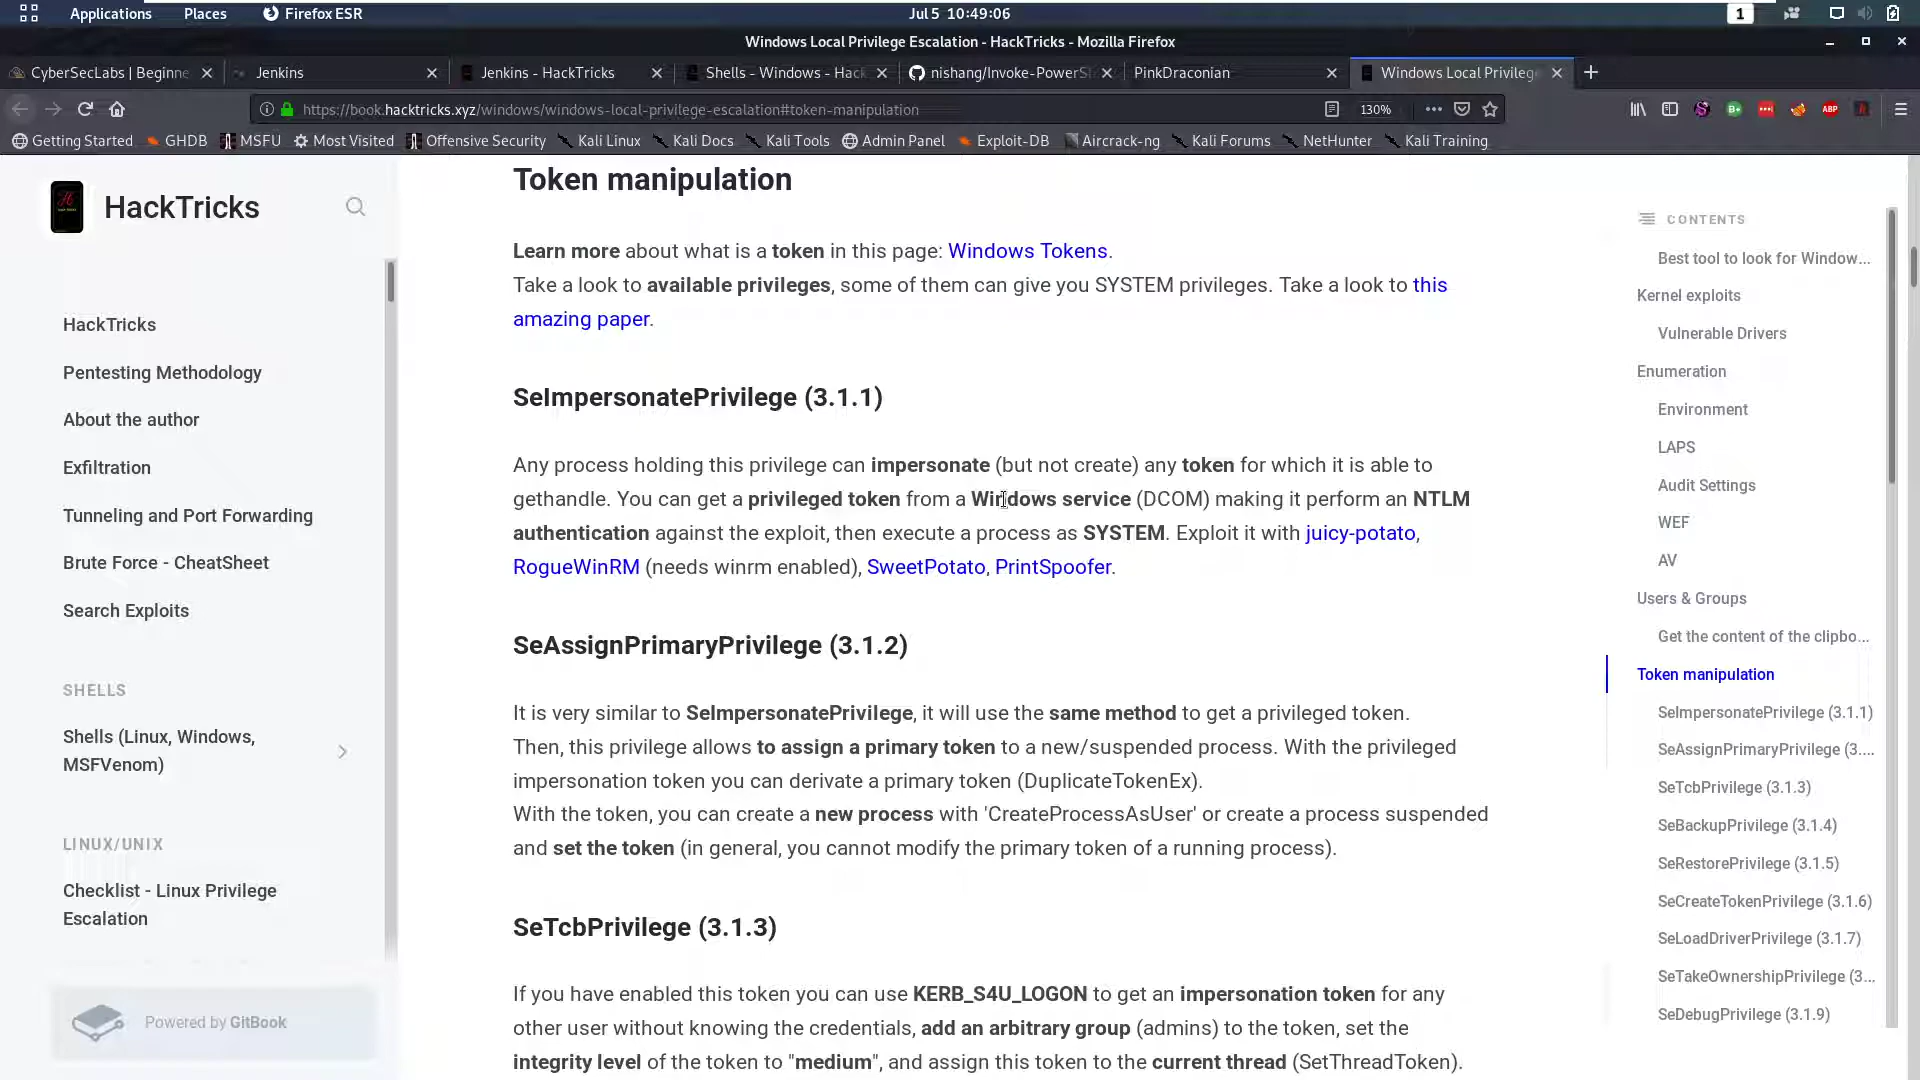 Applications
Places
Firefox ESR
Jul 5 10:49:06
1
Windows Local Privilege Escalation - HackTricks - Mozilla Firefox
CyberSecLabs | Beginne
Jenkins
Jenkins - HackTricks
Shells - Windows - Hack
nishang/Invoke-PowerS
PinkDraconian
Windows Local Privileg
https://book.hacktricks.xyz/windows/windows-local-privilege-escalation#token-manipulation
130%
ABP
Getting Started
GHDB
MSFU
Most Visited
Offensive Security
Kali Linux
Kali Docs
Kali Tools
Admin Panel
Exploit-DB
Aircrack-ng
Kali Forums
NetHunter
Kali Training
HackTricks
HackTricks
Pentesting Methodology
About the author
Exfiltration
Tunneling and Port Forwarding
Brute Force - CheatSheet
Search Exploits
SHELLS
Shells (Linux, Windows,
MSFVenom)
LINUX/UNIX
Checklist - Linux Privilege
Escalation
Powered by GitBook
Token manipulation
Learn more about what is a token in this page: Windows Tokens.
Take a look to available privileges, some of them can give you SYSTEM privileges. Take a look to this
amazing paper.
SeImpersonatePrivilege (3.1.1)
Any process holding this privilege can impersonate (but not create) any token for which it is able to
gethandle. You can get a privileged token from a Windows service (DCOM) making it perform an NTLM
authentication against the exploit, then execute a process as SYSTEM. Exploit it with juicy-potato,
RogueWinRM (needs winrm enabled), SweetPotato, PrintSpoofer.
SeAssignPrimaryPrivilege (3.1.2)
It is very similar to SeImpersonatePrivilege, it will use the same method to get a privileged token.
Then, this privilege allows to assign a primary token to a new/suspended process. With the privileged
impersonation token you can derivate a primary token (DuplicateTokenEx).
With the token, you can create a new process with 'CreateProcessAsUser' or create a process suspended
and set the token (in general, you cannot modify the primary token of a running process).
SeTcbPrivilege (3.1.3)
If you have enabled this token you can use KERB_S4U_LOGON to get an impersonation token for any
other user without knowing the credentials, add an arbitrary group (admins) to the token, set the
integrity level of the token to "medium", and assign this token to the current thread (SetThreadToken).
CONTENTS
Best tool to look for Window...
Kernel exploits
Vulnerable Drivers
Enumeration
Environment
LAPS
Audit Settings
WEF
AV
Users & Groups
Get the content of the clipbo...
Token manipulation
SeImpersonatePrivilege (3.1.1)
SeAssignPrimaryPrivilege (3....
SeTcbPrivilege (3.1.3)
SeBackupPrivilege (3.1.4)
SeRestorePrivilege (3.1.5)
SeCreateTokenPrivilege (3.1.6)
SeLoadDriverPrivilege (3.1.7)
SeTakeOwnershipPrivilege (3...
SeDebugPrivilege (3.1.9)